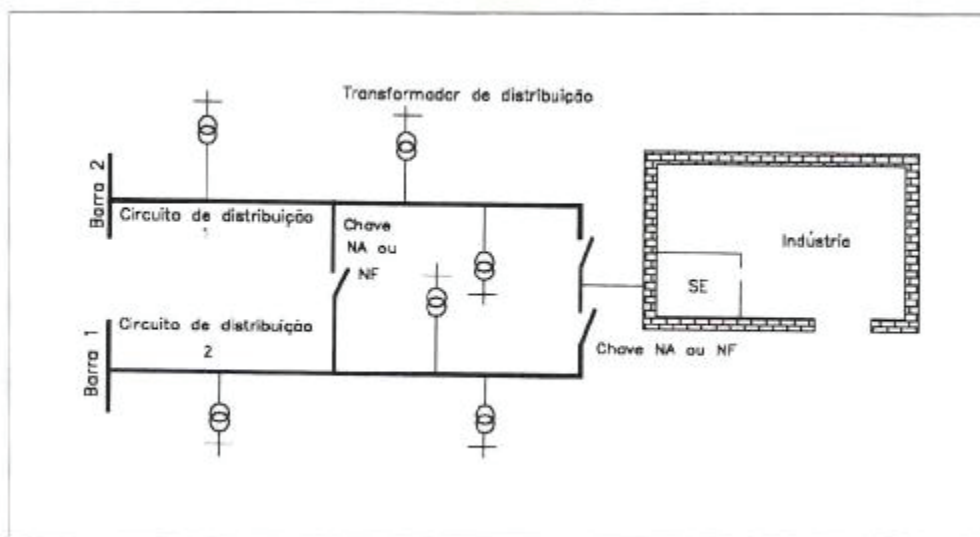 Transformador de distribuição
Barra 2
Circuito de distribuição
1
Chave
NA ou
NF
Indústria
SE
Barra 1
Circuito de distribuição
2
Chave NA ou NF